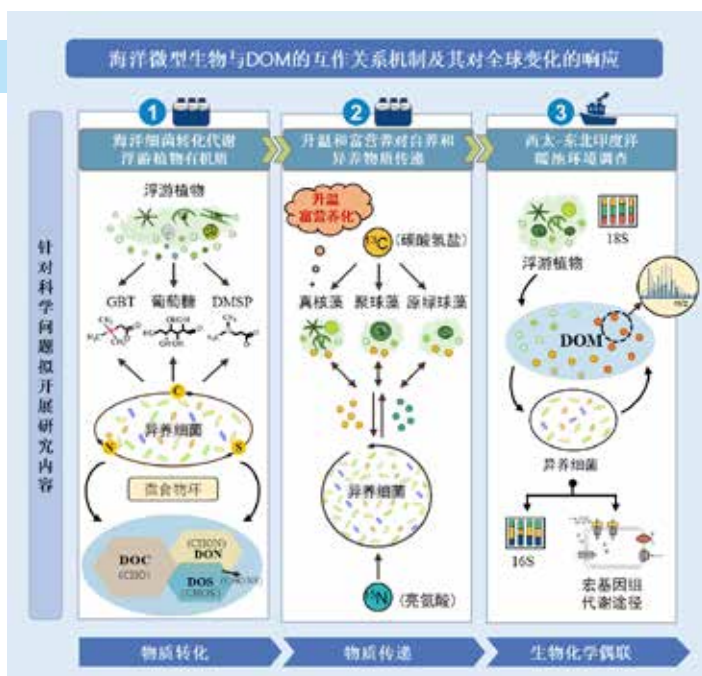 海洋微型生物与DOM的互作关系机制及其对全球变化的响应
针对科学问题拟开展研究内容
1
海洋细菌转化代谢
浮游植物有机质
浮游植物
GBT 葡萄糖 DMSP
C
N
S
异养细菌
微食物环
DOC
(CHO)
(CHON)
DON
DOS
(CHOS)
物质转化
2
升温和富营养对自养和
异养物质传递
升温
富营养化
13C (碳酸氢盐)
真核藻 聚球藻 原绿球藻
异养细菌
15N (亮氨酸)
物质传递
3
西太-东北印度洋
暖池环境调查
18S
浮游植物
M/Z
DOM
异养细菌
16S
宏基因组
代谢途径
生物化学偶联